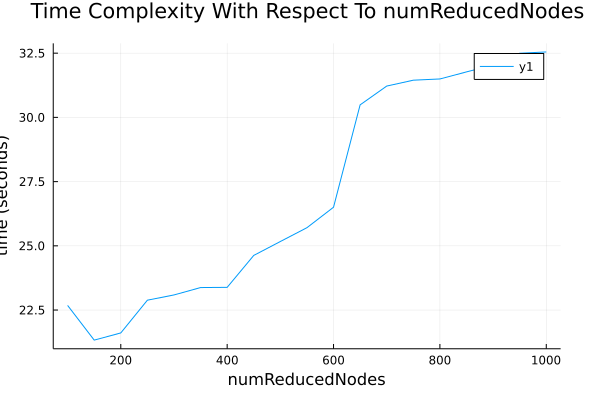 Time Complexity With Respect To numReducedNodes
32.5
30.0
27.5
25.0
22.5
time (seconds)
y1
200
400
600
800
1000
numReducedNodes